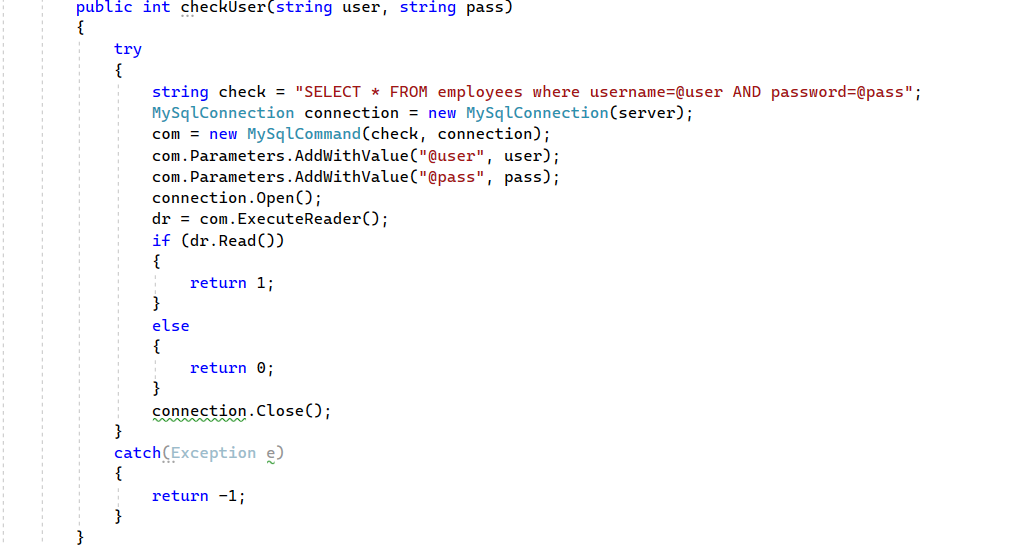 public int checkUser(string user, string pass)
{
try
{
string check = "SELECT * FROM employees where username=@user AND password=@pass";
MySqlConnection connection = new MySqlConnection(server);
com = new MySqlCommand(check, connection);
com.Parameters.AddWithValue("@user", user);
com.Parameters.AddWithValue("@pass", pass);
connection.Open();
dr = com.ExecuteReader();
if (dr.Read())
{
return 1;
}
else
{
return 0;
}
connection.Close();
}
catch(Exception e)
{
return -1;
}
}